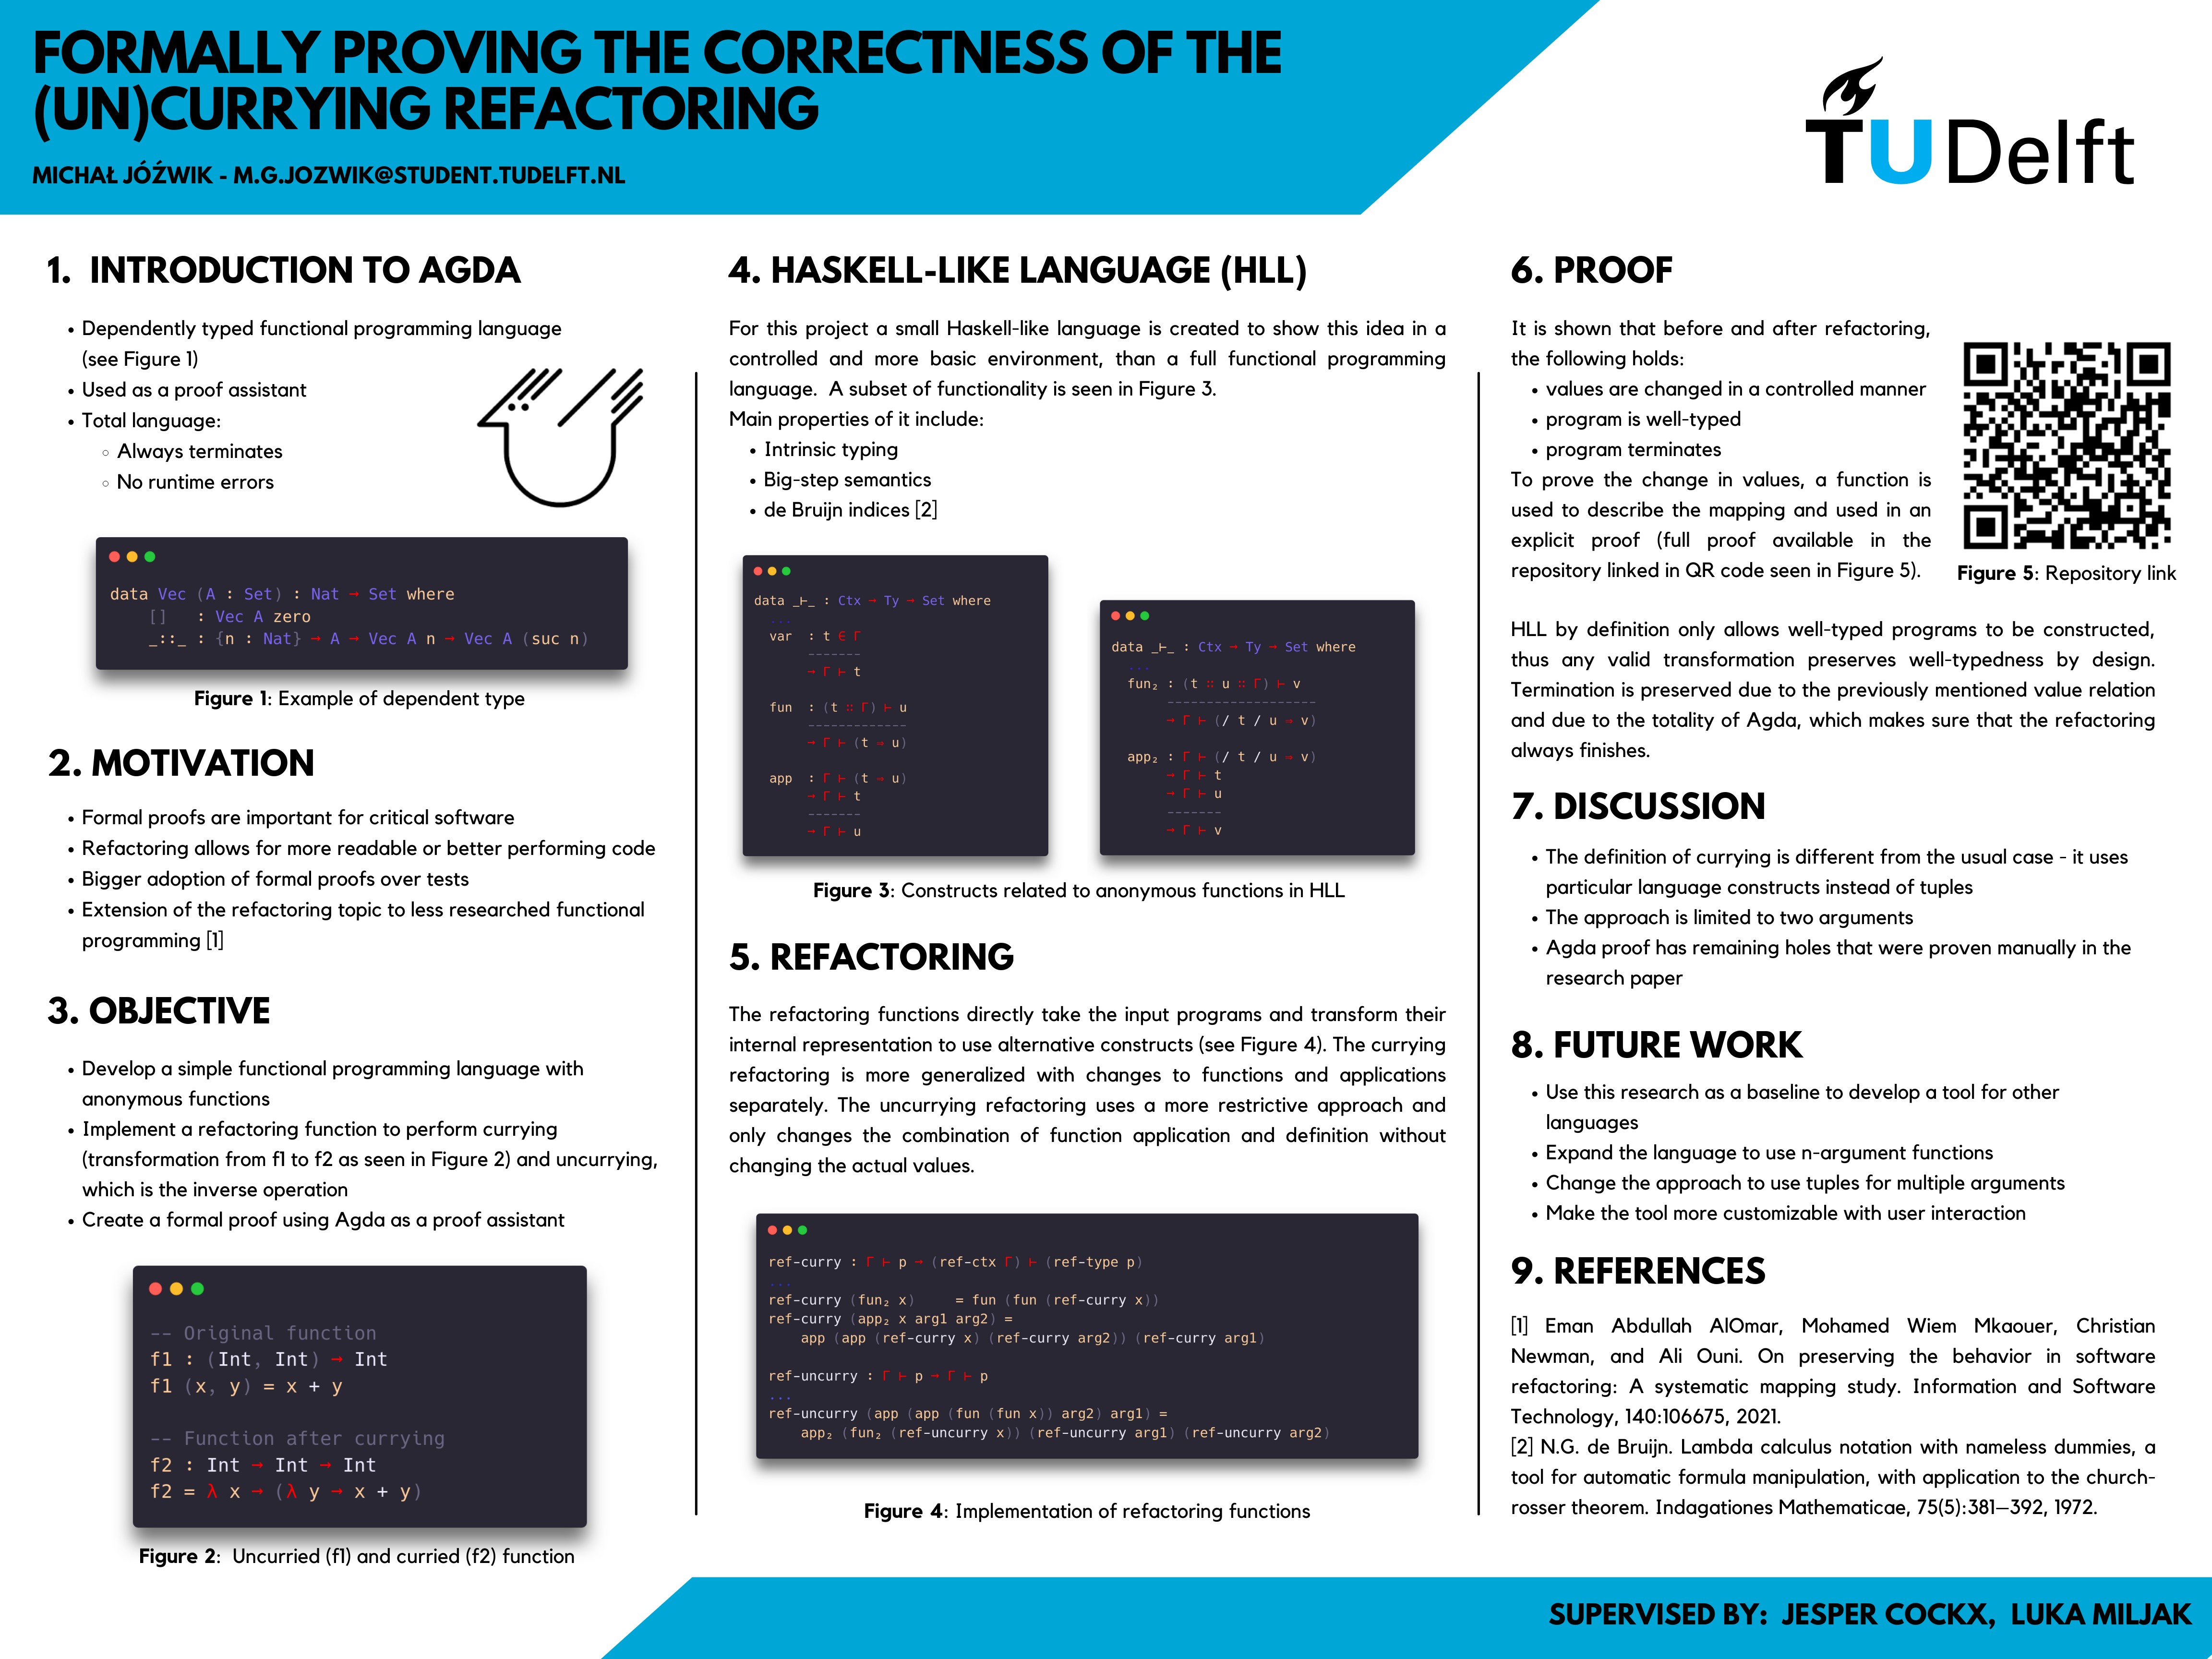 FORMALLY PROVING THE CORRECTNESS OF THE
(UN)CURRYING REFACTORING
MICHAŁ JÓŹWIK - M.G.JOZWIK@STUDENT.TUDELFT.NL
TU Delft
1. INTRODUCTION TO AGDA
• Dependently typed functional programming language
(see Figure 1)
• Used as a proof assistant
• Total language:
◦ Always terminates
◦ No runtime errors
data Vec (A : Set) : Nat → Set where
[] : Vec A zero
_::_ : {n : Nat} → A → Vec A n → Vec A (suc n)
Figure 1: Example of dependent type
2. MOTIVATION
• Formal proofs are important for critical software
• Refactoring allows for more readable or better performing code
• Bigger adoption of formal proofs over tests
• Extension of the refactoring topic to less researched functional
programming [1]
3. OBJECTIVE
• Develop a simple functional programming language with
anonymous functions
• Implement a refactoring function to perform currying
(transformation from f1 to f2 as seen in Figure 2) and uncurrying,
which is the inverse operation
• Create a formal proof using Agda as a proof assistant
-- Original function
f1 : (Int, Int) → Int
f1 (x, y) = x + y
-- Function after currying
f2 : Int → Int → Int
f2 = λ x → (λ y → x + y)
Figure 2: Uncurried (f1) and curried (f2) function
4. HASKELL-LIKE LANGUAGE (HLL)
For this project a small Haskell-like language is created to show this idea in a
controlled and more basic environment, than a full functional programming
language. A subset of functionality is seen in Figure 3.
Main properties of it include:
• Intrinsic typing
• Big-step semantics
• de Bruijn indices [2]
data _⊢_ : Ctx → Ty → Set where
...
var : t ∈ Γ
-------
→ Γ ⊢ t
fun : (t ∷ Γ) ⊢ u
-------------
→ Γ ⊢ (t ⇒ u)
app : Γ ⊢ (t ⇒ u)
→ Γ ⊢ t
-------
→ Γ ⊢ u
data _⊢_ : Ctx → Ty → Set where
...
fun₂ : (t ∷ u ∷ Γ) ⊢ v
-------------------
→ Γ ⊢ (/ t / u ⇒ v)
app₂ : Γ ⊢ (/ t / u ⇒ v)
→ Γ ⊢ t
→ Γ ⊢ u
-------
→ Γ ⊢ v
Figure 3: Constructs related to anonymous functions in HLL
5. REFACTORING
The refactoring functions directly take the input programs and transform their
internal representation to use alternative constructs (see Figure 4). The currying
refactoring is more generalized with changes to functions and applications
separately. The uncurrying refactoring uses a more restrictive approach and
only changes the combination of function application and definition without
changing the actual values.
ref-curry : Γ ⊢ p → (ref-ctx Γ) ⊢ (ref-type p)
...
ref-curry (fun₂ x) = fun (fun (ref-curry x))
ref-curry (app₂ x arg1 arg2) =
app (app (ref-curry x) (ref-curry arg2)) (ref-curry arg1)
ref-uncurry : Γ ⊢ p → Γ ⊢ p
...
ref-uncurry (app (app (fun (fun x)) arg2) arg1) =
app₂ (fun₂ (ref-uncurry x)) (ref-uncurry arg1) (ref-uncurry arg2)
Figure 4: Implementation of refactoring functions
6. PROOF
It is shown that before and after refactoring,
the following holds:
• values are changed in a controlled manner
• program is well-typed
• program terminates
To prove the change in values, a function is
used to describe the mapping and used in an
explicit proof (full proof available in the
repository linked in QR code seen in Figure 5).
Figure 5: Repository link
HLL by definition only allows well-typed programs to be constructed,
thus any valid transformation preserves well-typedness by design.
Termination is preserved due to the previously mentioned value relation
and due to the totality of Agda, which makes sure that the refactoring
always finishes.
7. DISCUSSION
• The definition of currying is different from the usual case - it uses
particular language constructs instead of tuples
• The approach is limited to two arguments
• Agda proof has remaining holes that were proven manually in the
research paper
8. FUTURE WORK
• Use this research as a baseline to develop a tool for other
languages
• Expand the language to use n-argument functions
• Change the approach to use tuples for multiple arguments
• Make the tool more customizable with user interaction
9. REFERENCES
[1] Eman Abdullah AlOmar, Mohamed Wiem Mkaouer, Christian
Newman, and Ali Ouni. On preserving the behavior in software
refactoring: A systematic mapping study. Information and Software
Technology, 140:106675, 2021.
[2] N.G. de Bruijn. Lambda calculus notation with nameless dummies, a
tool for automatic formula manipulation, with application to the church-
rosser theorem. Indagationes Mathematicae, 75(5):381–392, 1972.
SUPERVISED BY: JESPER COCKX, LUKA MILJAK